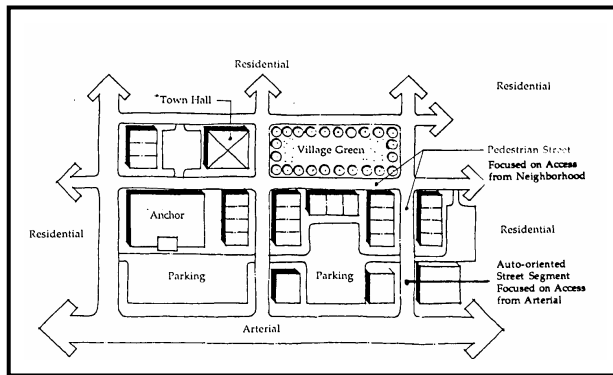 Residential
Residential
*Town Hall
Village Green
Pedestrian Street
Focused on Access
from Neighborhood
Anchor
Residential
Residential
Parking
Parking
Auto-oriented
Street Segment
Focused on Access
from Arterial
Arterial